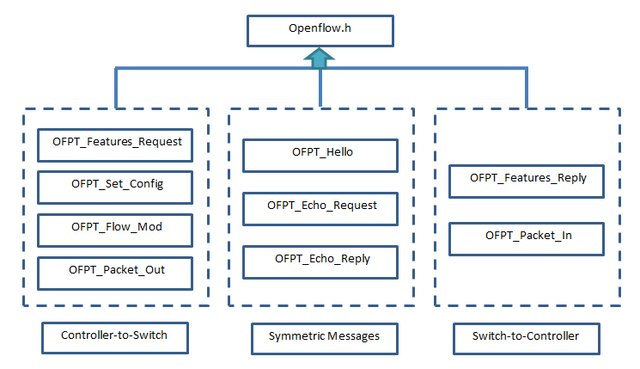 Openflow.h
OFPT_Features_Request
OFPT_Set_Config
OFPT_Flow_Mod
OFPT_Packet_Out
OFPT_Hello
OFPT_Echo_Request
OFPT_Echo_Reply
OFPT_Features_Reply
OFPT_Packet_In
Controller-to-Switch
Symmetric Messages
Switch-to-Controller